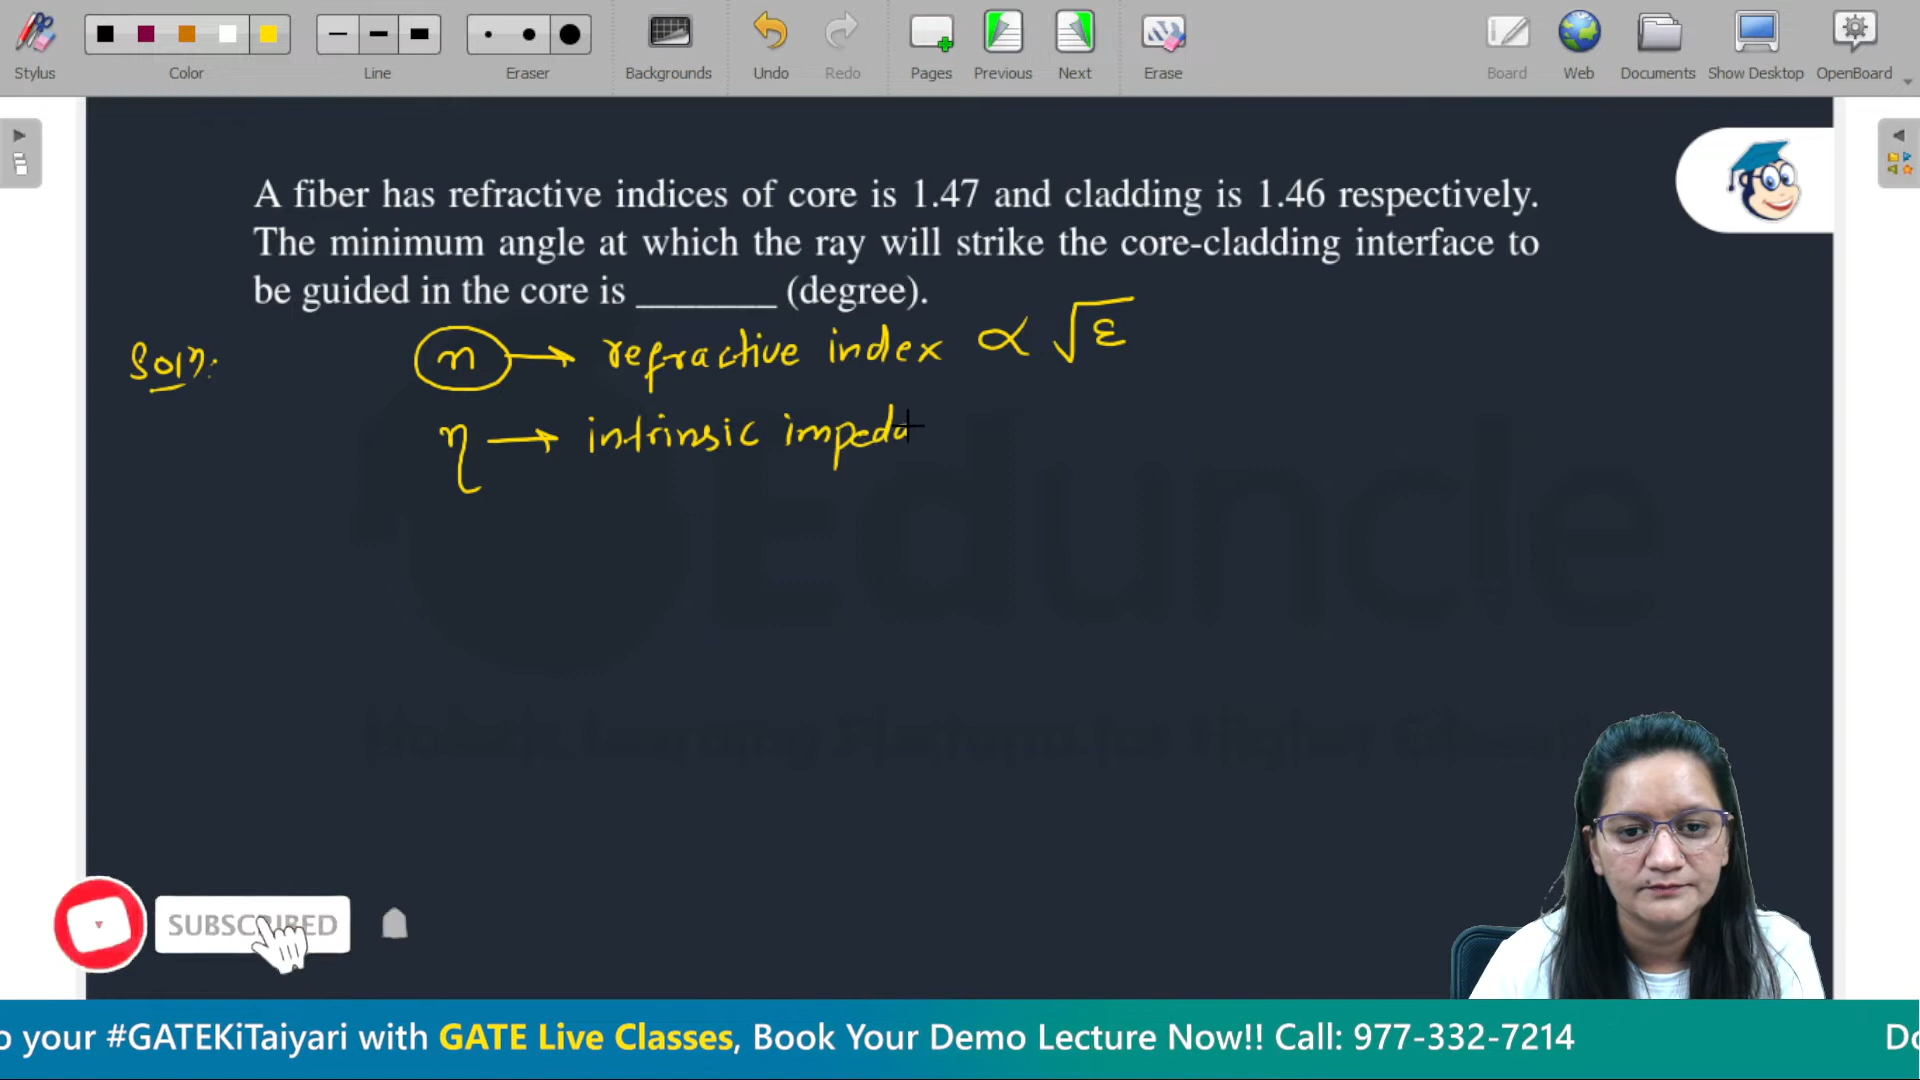 Stylus
Color
Line
Eraser
Backgrounds
Undo
Redo
Pages
Previous
Next
Erase
Board
Web
Documents
Show Desktop
OpenBoard
A fiber has refractive indices of core is 1.47 and cladding is 1.46 respectively.
The minimum angle at which the ray will strike the core-cladding interface to
be guided in the core is _______ (degree).
Soln:
n → refractive index ∝ √ε
η → intrinsic impeda
Eduncle
SUBSCRIBED
o your #GATEKiTaiyari with GATE Live Classes, Book Your Demo Lecture Now!! Call: 977-332-7214
Do